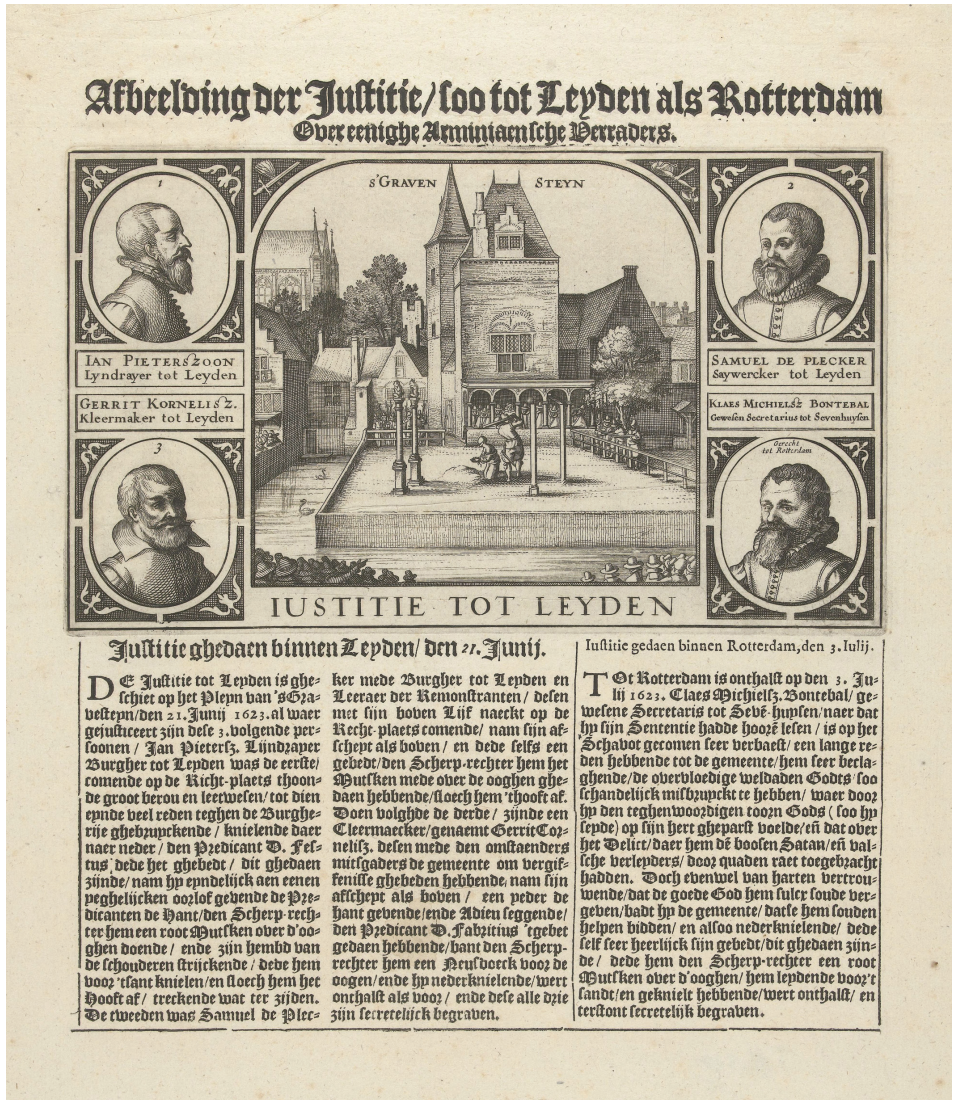 Afbeelding der Justitie/ soo tot Leyden als Rotterdam
Over eenighe Arminiaensche Verraders.
1
IAN PIETERSZOON
Lyndrayer tot Leyden
GERRIT KORNELISZ.
Kleermaker tot Leyden
3
S'GRAVEN STEYN
IUSTITIE TOT LEYDEN
2
SAMUEL DE PLECKER
Saywercker tot Leyden
KLAES MICHIELSZ BONTEBAL
Gewesen Secretarius tot Sevenhuysen
Gerecht
tot Rotterdam
Justitie ghedaen binnen Leyden/ den 21. Junij.
DE Justitie tot Leyden is ghe-
schiet op het Pleyn van 'sGra-
vesteyn/den 21. Junij 1623. al waer
gejusticeert zijn dese 3. volgende per-
soonen / Jan Pietersz. Lijndrayer
Burgher tot Leyden was de eerste/
comende op de Richt-plaets thoon-
de groot berou en leetwesen/ tot dien
eynde veel reden teghen de Burghe-
rije ghebruyckende / knielende daer
naer neder / den Predicant D. Fes-
tus dede het ghebedt / dit ghedaen
zijnde/ nam hy eyndelijck aen eenen
yeghelijcken oorlof gevende de Pre-
dicanten de Hant/den Scherp-rech-
ter hem een root Mutsken over d'oo-
ghen doende / ende zijn hembd van
de schouderen strijckende / dede hem
voor 'tsant knielen/ en sloech hem het
Hooft af / treckende wat ter zijden.
De tweeden was Samuel de Plec-
ker mede Burgher tot Leyden en
Leeraer der Remonstranten / desen
met sijn boven Lijf naeckt op de
Recht-plaets comende/ nam sijn af-
schept als boven / en dede selfs een
gebedt/den Scherp-rechter hem het
Mutsken mede over de ooghen ghe-
daen hebbende/sloech hem 'thooft af.
Doen volghde de derde / zijnde een
Cleermaecker/genaemt Gerrit Cor-
nelisz. desen mede den omstaenders
mitsgaders de gemeente om vergif-
fenisse ghebeden hebbende/ nam sijn
afschept als boven / een yeder de
hant gevende/ende Adieu seggende/
den Predicant D. Fabritius 'tgebet
gedaen hebbende/bant den Scherp-
rechter hem een Neusdoeck voor de
oogen/ende hy nederknielende/wert
onthalst als voor / ende dese alle drie
zijn secretelijck begraven.
Justitie gedaen binnen Rotterdam, den 3. Iulij.
TOt Rotterdam is onthalst op den 3. Ju-
lij 1623. Claes Michielsz. Bontebal/ ge-
wesene Secretaris tot Sevē-huysen/naer dat
hy sijn Sententie hadde hoorē lesen / is op het
Schavot gecomen seer verbaest/ een lange re-
den hebbende tot de gemeente/ hem seer becla-
ghende/de overvloedige weldaden Godts/ soo
schandelijck misbruyckt te hebben/ waer door
hy den teghenwoordigen toorn Gods ( soo hy
seyde) op sijn hert gheparst voelde/eñ dat over
het Delict/daer hem dē boosen Satan/eñ val-
sche verleyders/ door quaden raet toegebracht
hadden. Doch evenwel van harten vertrou-
wende/dat de goede God hem sulcx soude ver-
geven/badt hy de gemeente/ datse hem souden
helpen bidden/ en alsoo nederknielende/ dede
self seer heerlijck sijn gebedt/dit ghedaen zijn-
de/ dede hem den Scherp-rechter een root
Mutsken over d'ooghen/ hem leydende voor't
sandt/en geknielt hebbende/wert onthalst/ en
terstont secretelijk begraven.